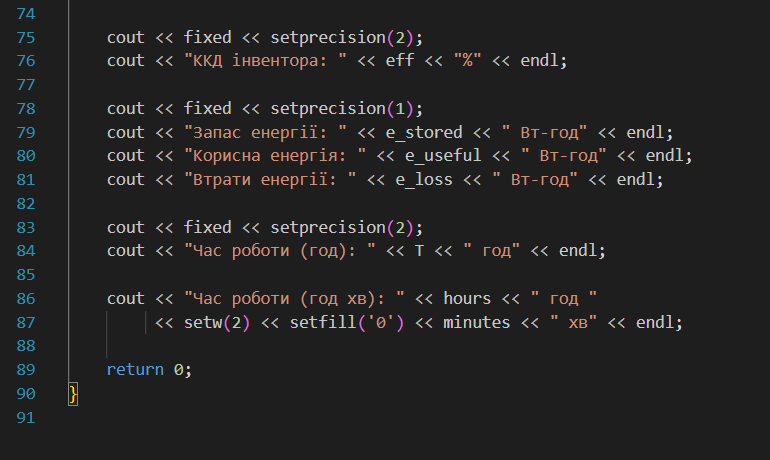 74
75 cout << fixed << setprecision(2);
76 cout << "ККД інвентора: " << eff << "%" << endl;
77
78 cout << fixed << setprecision(1);
79 cout << "Запас енергії: " << e_stored << " Вт-год" << endl;
80 cout << "Корисна енергія: " << e_useful << " Вт-год" << endl;
81 cout << "Втрати енергії: " << e_loss << " Вт-год" << endl;
82
83 cout << fixed << setprecision(2);
84 cout << "Час роботи (год): " << T << " год" << endl;
85
86 cout << "Час роботи (год хв): " << hours << " год "
87 << setw(2) << setfill('0') << minutes << " хв" << endl;
88
89 return 0;
90 }
91